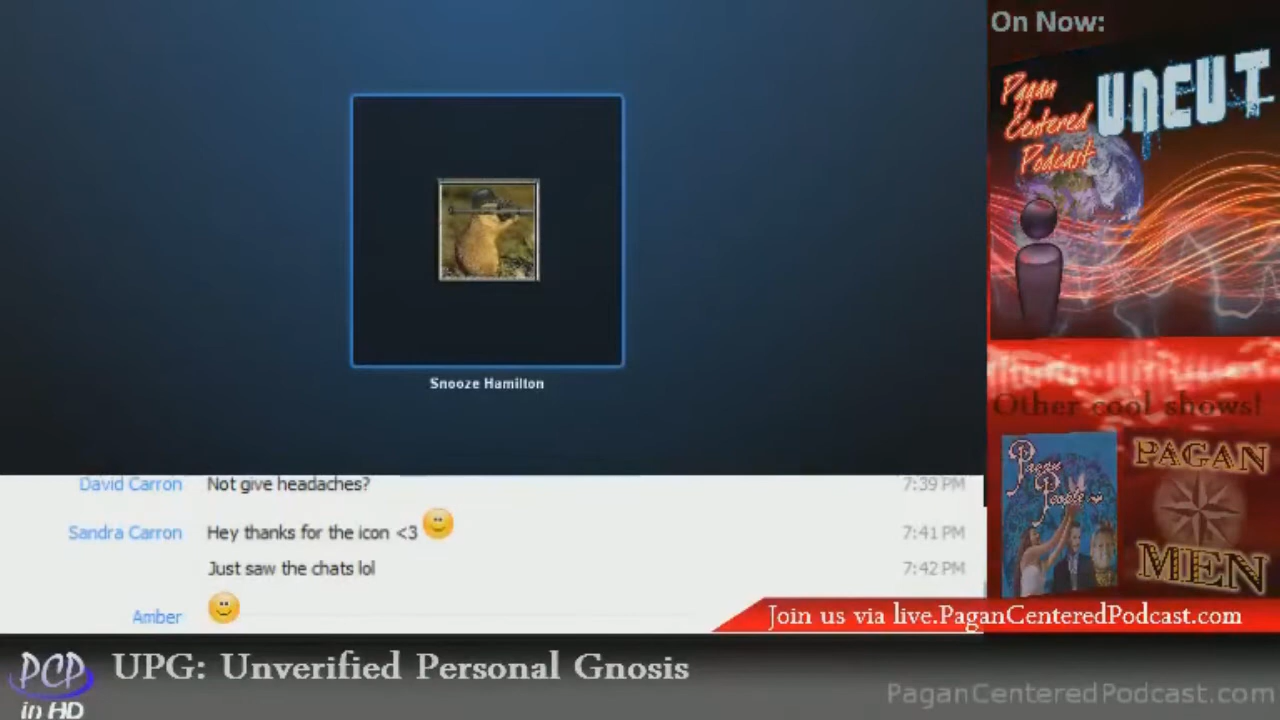 On Now:
Pagan
Centered
Podcast
UNCUT
Snooze Hamilton
Other cool shows!
David Carron Not give headaches? 7:39 PM
Sandra Carron Hey thanks for the icon <3 7:41 PM
Just saw the chats lol 7:42 PM
Amber
Pagan
People
PAGAN
MEN
Join us via live.PaganCenteredPodcast.com
PCP
in HD
UPG: Unverified Personal Gnosis
PaganCenteredPodcast.com